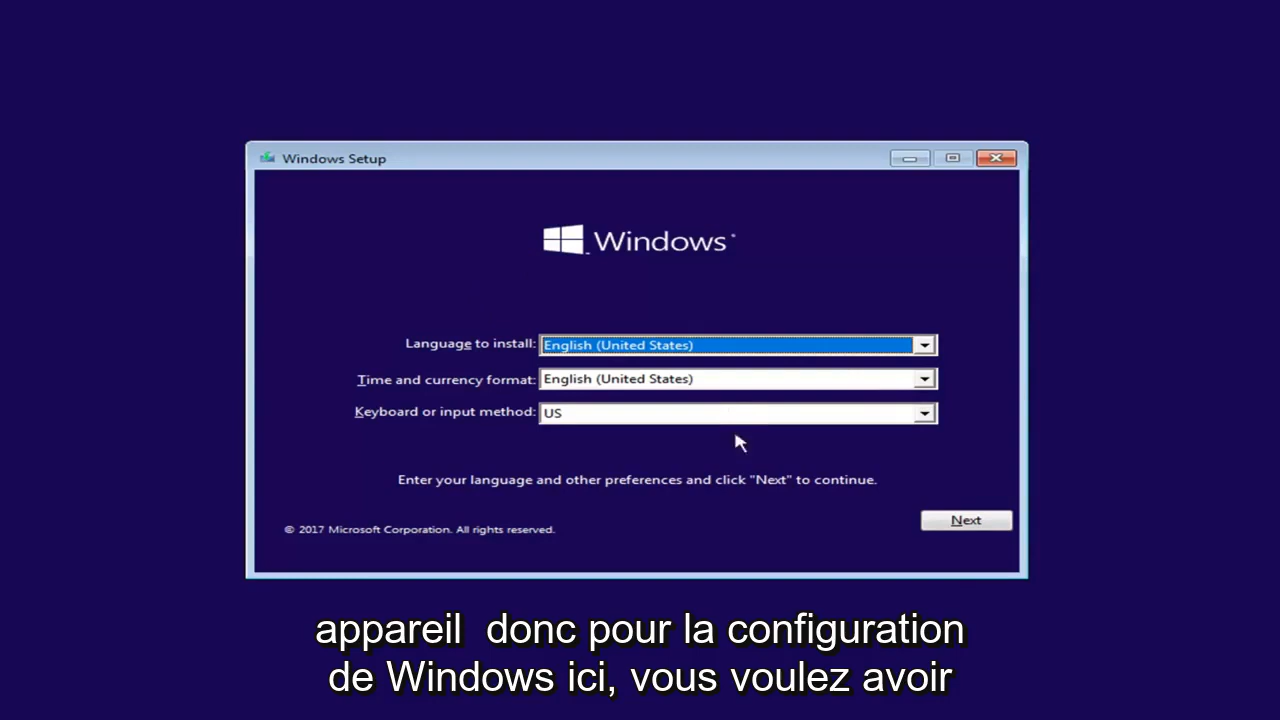 Windows Setup
Windows
Language to install: English (United States)
Time and currency format: English (United States)
Keyboard or input method: US
Enter your language and other preferences and click "Next" to continue.
Next
© 2017 Microsoft Corporation. All rights reserved.
appareil donc pour la configuration
de Windows ici, vous voulez avoir